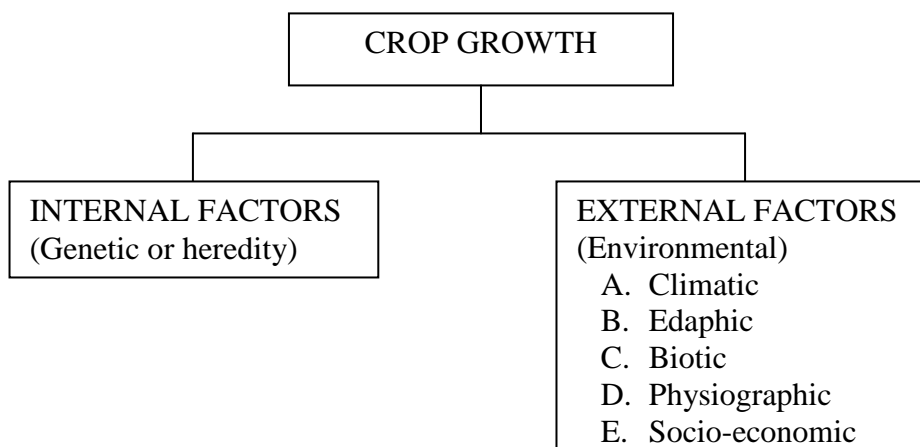 CROP GROWTH
INTERNAL FACTORS
(Genetic or heredity)
EXTERNAL FACTORS
(Environmental)
A. Climatic
B. Edaphic
C. Biotic
D. Physiographic
E. Socio-economic